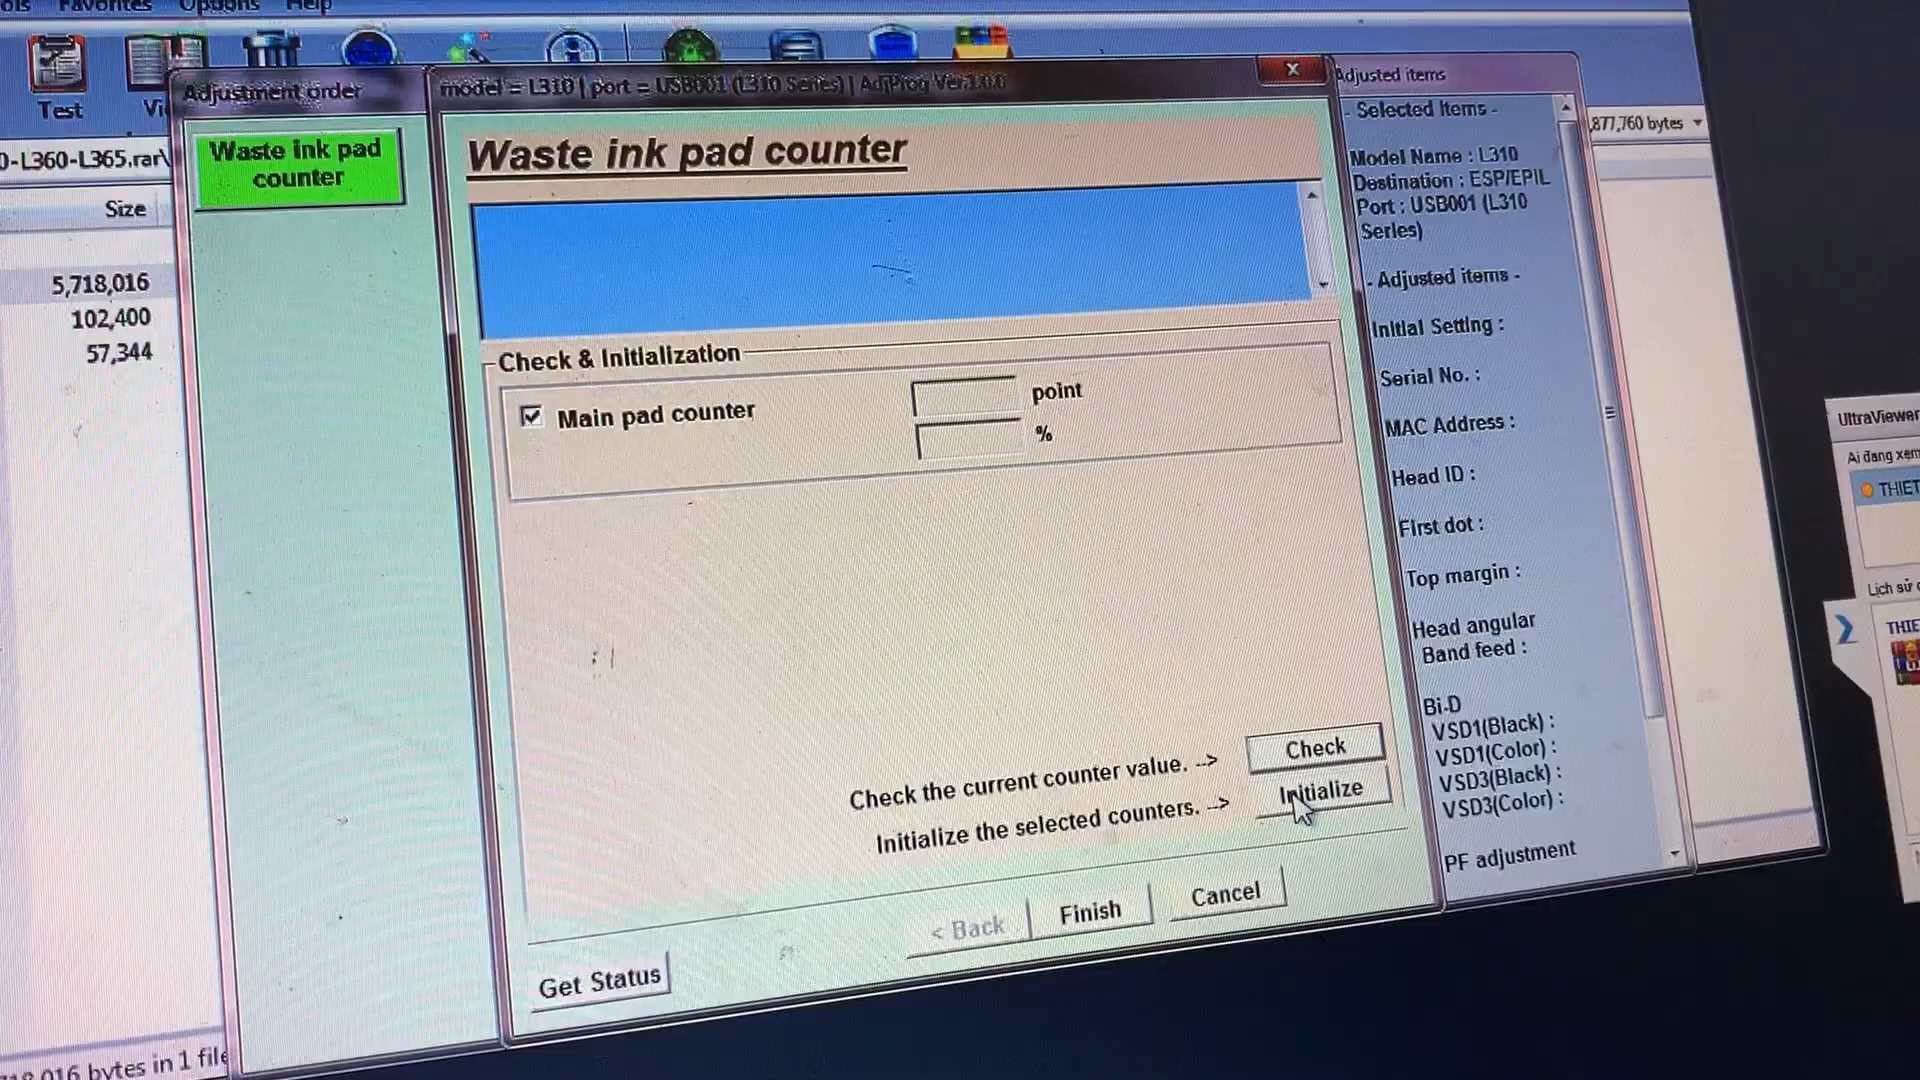 Favorites Options Help
Test
0-L360-L365.rar\
Size
5,718,016
102,400
57,344
bytes in 1 file
Adjustment order
Waste ink pad
counter
model = L310 | port = USB001 (L310 Series) | AdjProg Ver.1.0.0
Waste ink pad counter
Check & Initialization
Main pad counter
point
%
Check the current counter value. -->
Check
Initialize the selected counters. -->
Initialize
< Back
Finish
Cancel
Get Status
Adjusted items
- Selected Items -
Model Name : L310
Destination : ESP/EPIL
Port : USB001 (L310
Series)
- Adjusted items -
Initial Setting :
Serial No. :
MAC Address :
Head ID :
First dot :
Top margin :
Head angular
Band feed :
Bi-D
VSD1(Black) :
VSD1(Color) :
VSD3(Black) :
VSD3(Color) :
PF adjustment
,877,760 bytes
UltraViewer
Ai đang xem
THIET
Lịch sử
THIE